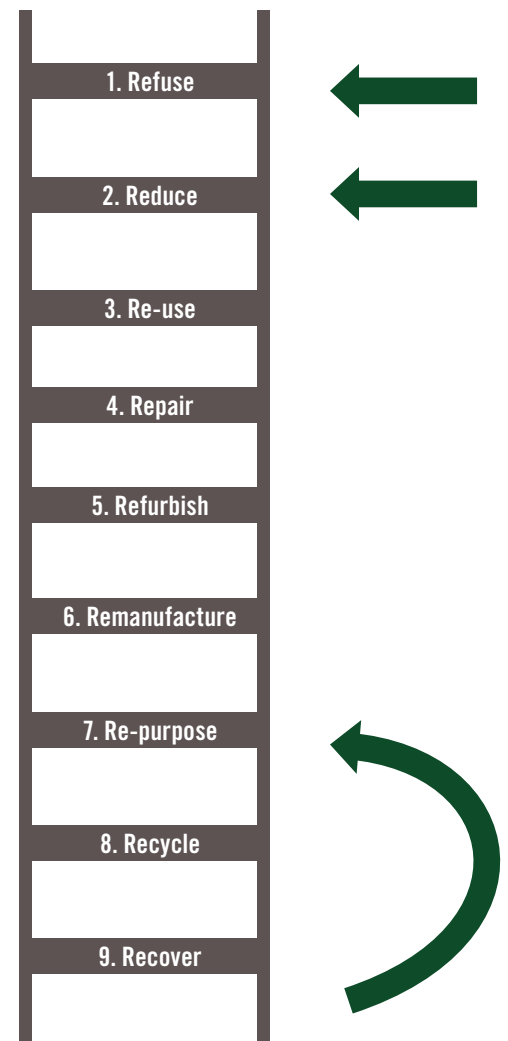 1. Refuse
2. Reduce
3. Re-use
4. Repair
5. Refurbish
6. Remanufacture
7. Re-purpose
8. Recycle
9. Recover